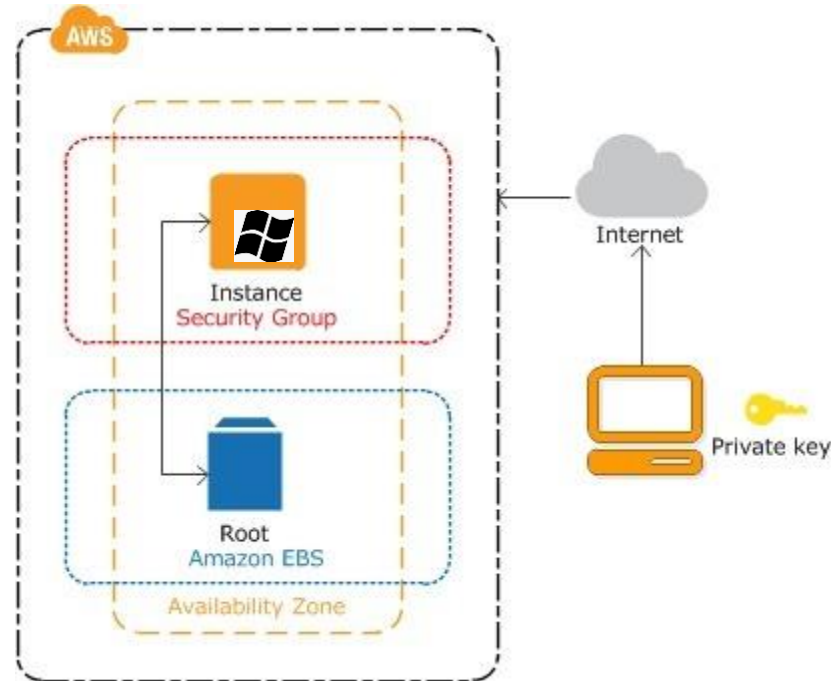 AWS
Instance
Security Group
Internet
Private key
Root
Amazon EBS
Availability Zone